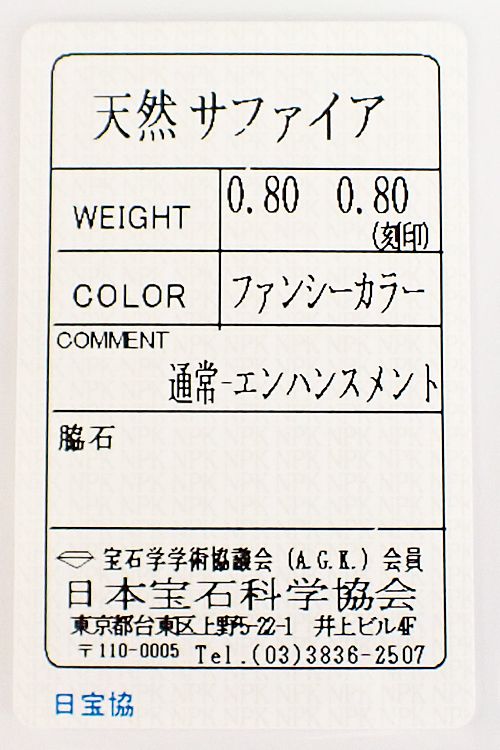 天然 サファイア
WEIGHT 0.80 0.80
(刻印)
COLOR ファンシーカラー
COMMENT
通常-エンハンスメント
脇石
宝石学学術協議会 (A.G.K.) 会員
日本宝石科学協会
東京都台東区上野5-22-1 井上ビル4F
〒110-0005 Tel.(03)3836-2507
日宝協